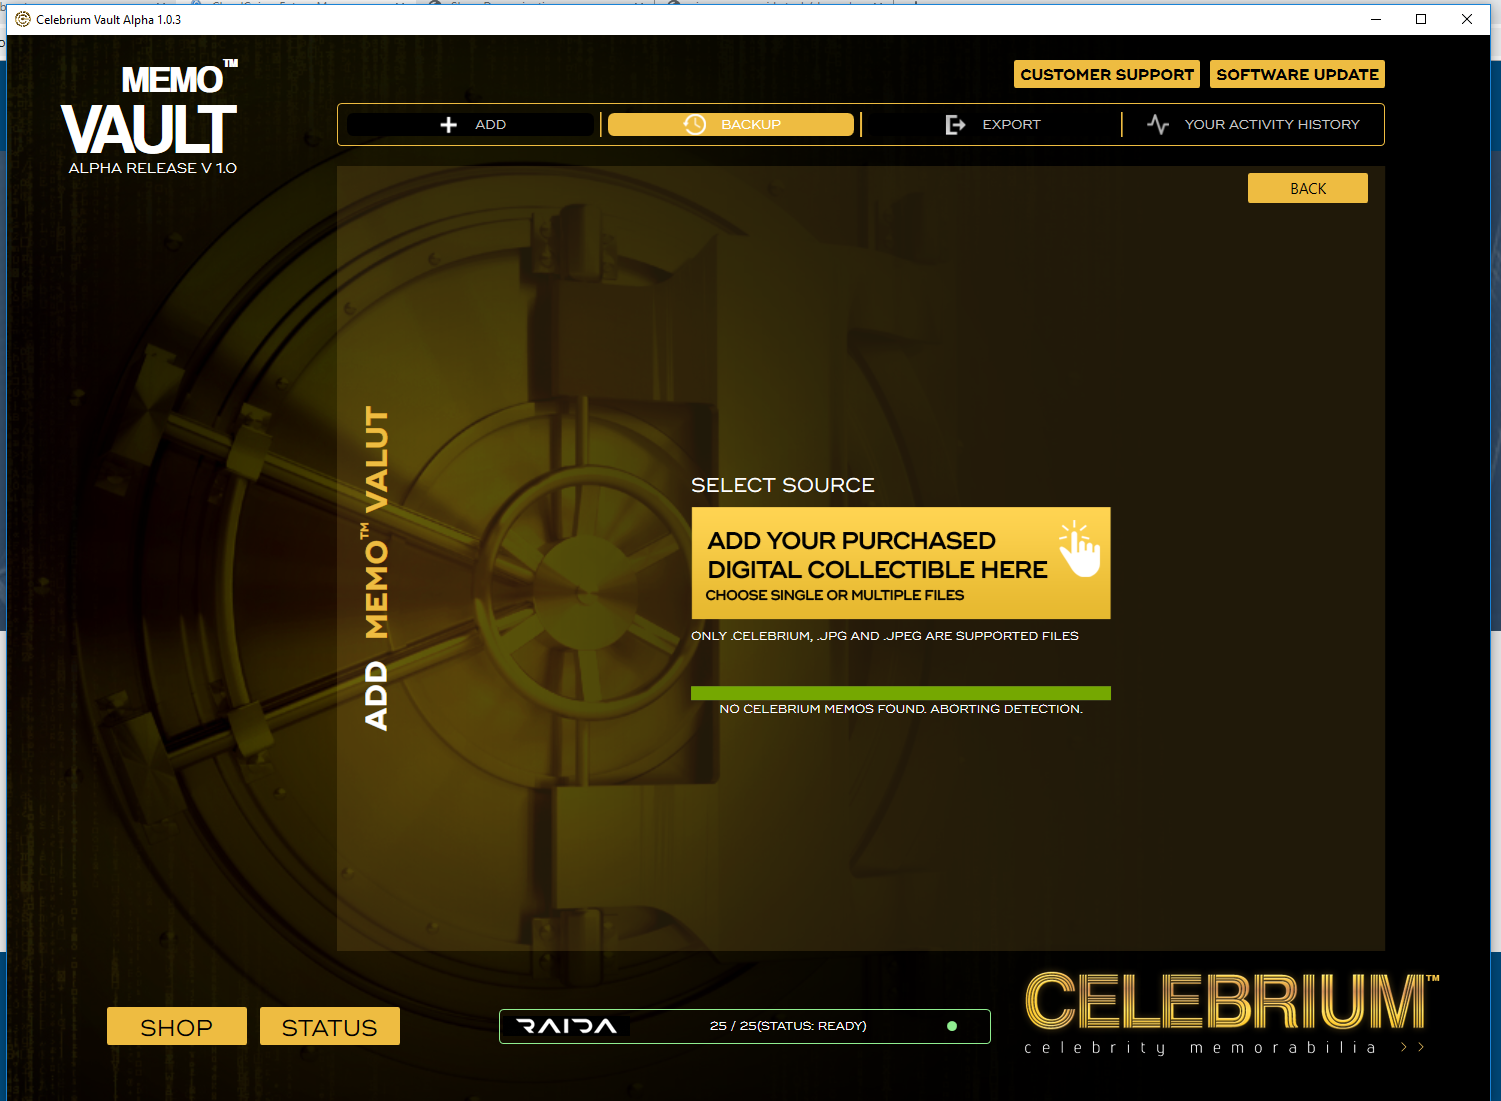 Celebrium Vault Alpha 1.0.3
MEMO™
VAULT
ALPHA RELEASE V 1.0
CUSTOMER SUPPORT
SOFTWARE UPDATE
ADD
BACKUP
EXPORT
YOUR ACTIVITY HISTORY
BACK
ADD MEMO™ VALUT
SELECT SOURCE
ADD YOUR PURCHASED
DIGITAL COLLECTIBLE HERE
CHOOSE SINGLE OR MULTIPLE FILES
ONLY .CELEBRIUM, .JPG AND .JPEG ARE SUPPORTED FILES
NO CELEBRIUM MEMOS FOUND. ABORTING DETECTION.
SHOP
STATUS
RAIDA
25 / 25(STATUS: READY)
CELEBRIUM™
celebrity memorabilia >>